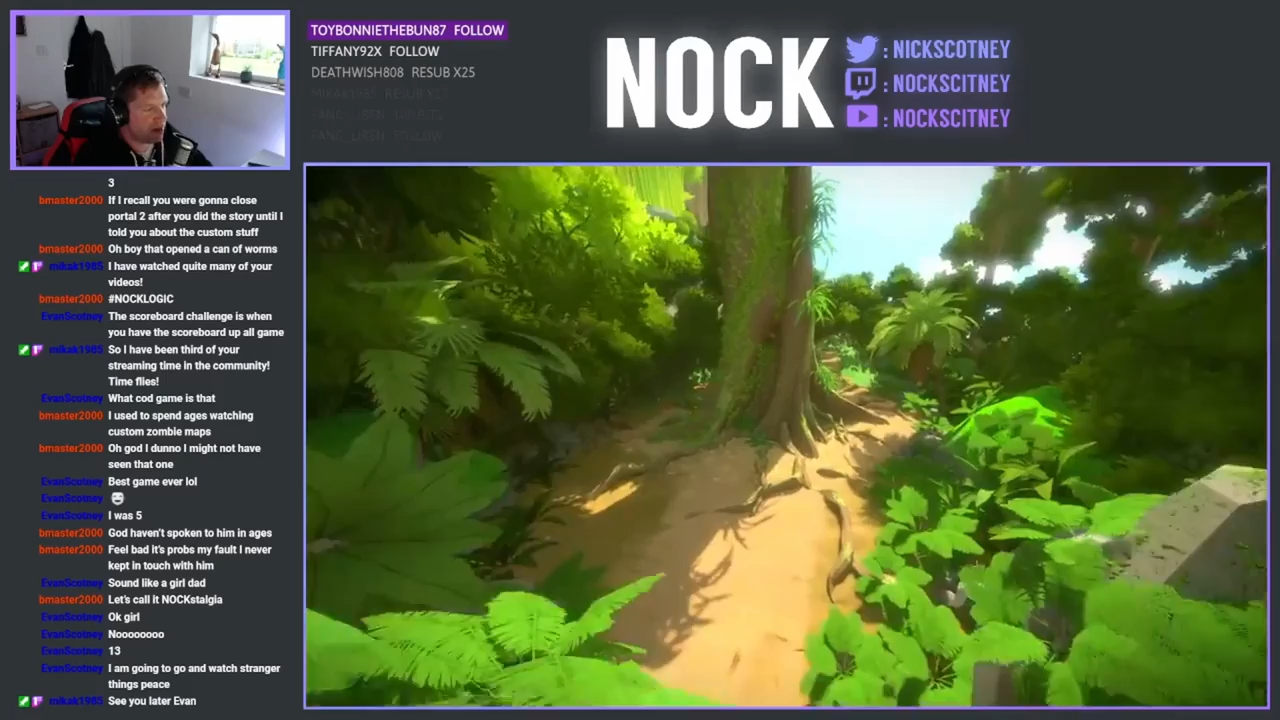 TOYBONNIETHEBUN87 FOLLOW
TIFFANY92X FOLLOW
DEATHWISH808 RESUB X25
MIKAK1985 RESUB X17
NOCK
: NICKSCOTNEY
: NOCKSCITNEY
: NOCKSCITNEY
3
bmaster2000 If I recall you were gonna close
portal 2 after you did the story until I
told you about the custom stuff
bmaster2000 Oh boy that opened a can of worms
mikak1985 I have watched quite many of your
videos!
bmaster2000 #NOCKLOGIC
EvanScotney The scoreboard challenge is when
you have the scoreboard up all game
mikak1985 So I have been third of your
streaming time in the community!
Time flies!
EvanScotney What cod game is that
bmaster2000 I used to spend ages watching
custom zombie maps
bmaster2000 Oh god I dunno I might not have
seen that one
EvanScotney Best game ever lol
EvanScotney
EvanScotney I was 5
bmaster2000 God haven't spoken to him in ages
bmaster2000 Feel bad it's probs my fault I never
kept in touch with him
EvanScotney Sound like a girl dad
bmaster2000 Let's call it NOCKstalgia
EvanScotney Ok girl
EvanScotney Noooooooo
EvanScotney 13
EvanScotney I am going to go and watch stranger
things peace
mikak1985 See you later Evan